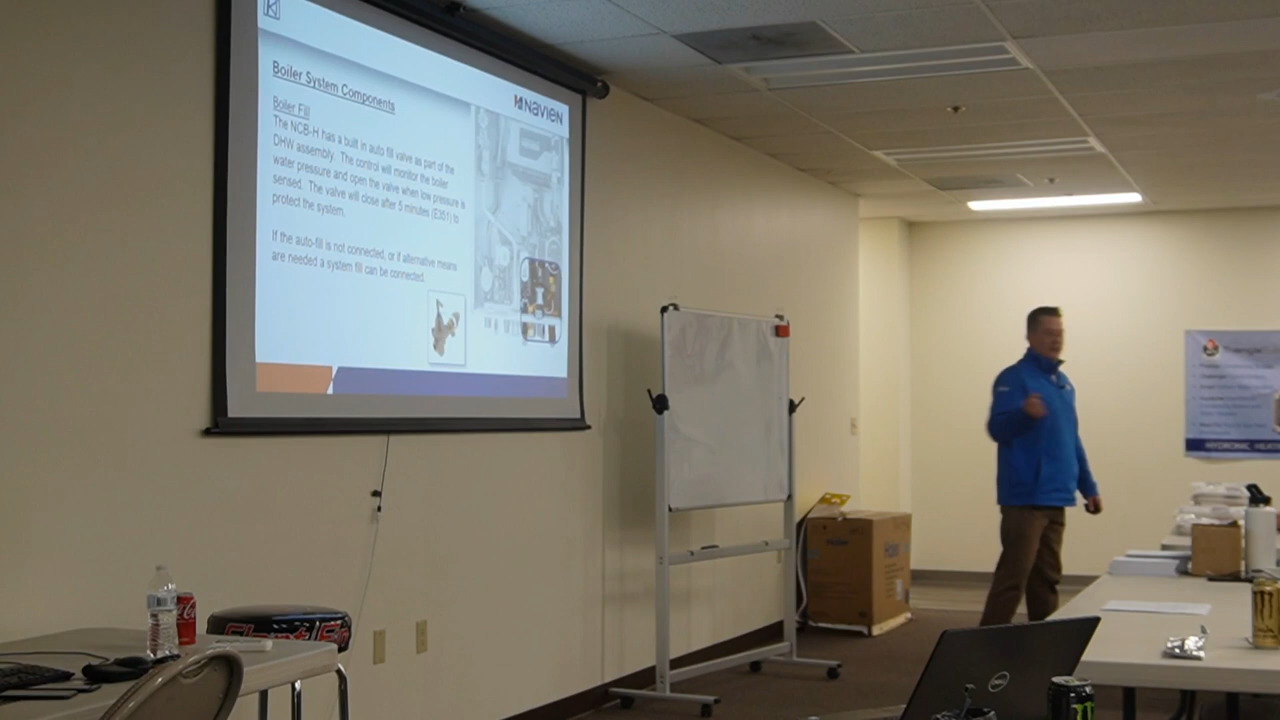 Boiler System Components
NAVIEN
Boiler Fill
The NCB-H has a built in auto fill valve as part of the
DHW assembly. The control will monitor the boiler
water pressure and open the valve when low pressure is
sensed. The valve will close after 5 minutes (E351) to
protect the system.
If the auto-fill is not connected, or if alternative means
are needed a system fill can be connected.
DELL